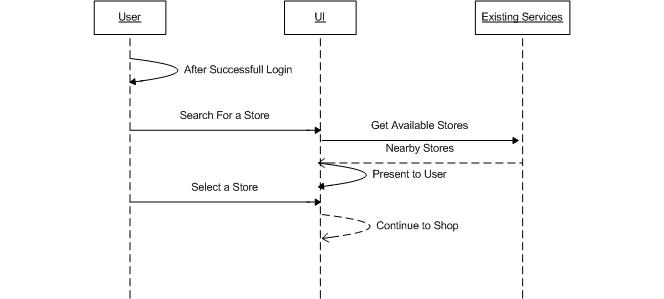 User
UI
Existing Services
After Successfull Login
Search For a Store
Get Available Stores
Nearby Stores
Present to User
Select a Store
Continue to Shop